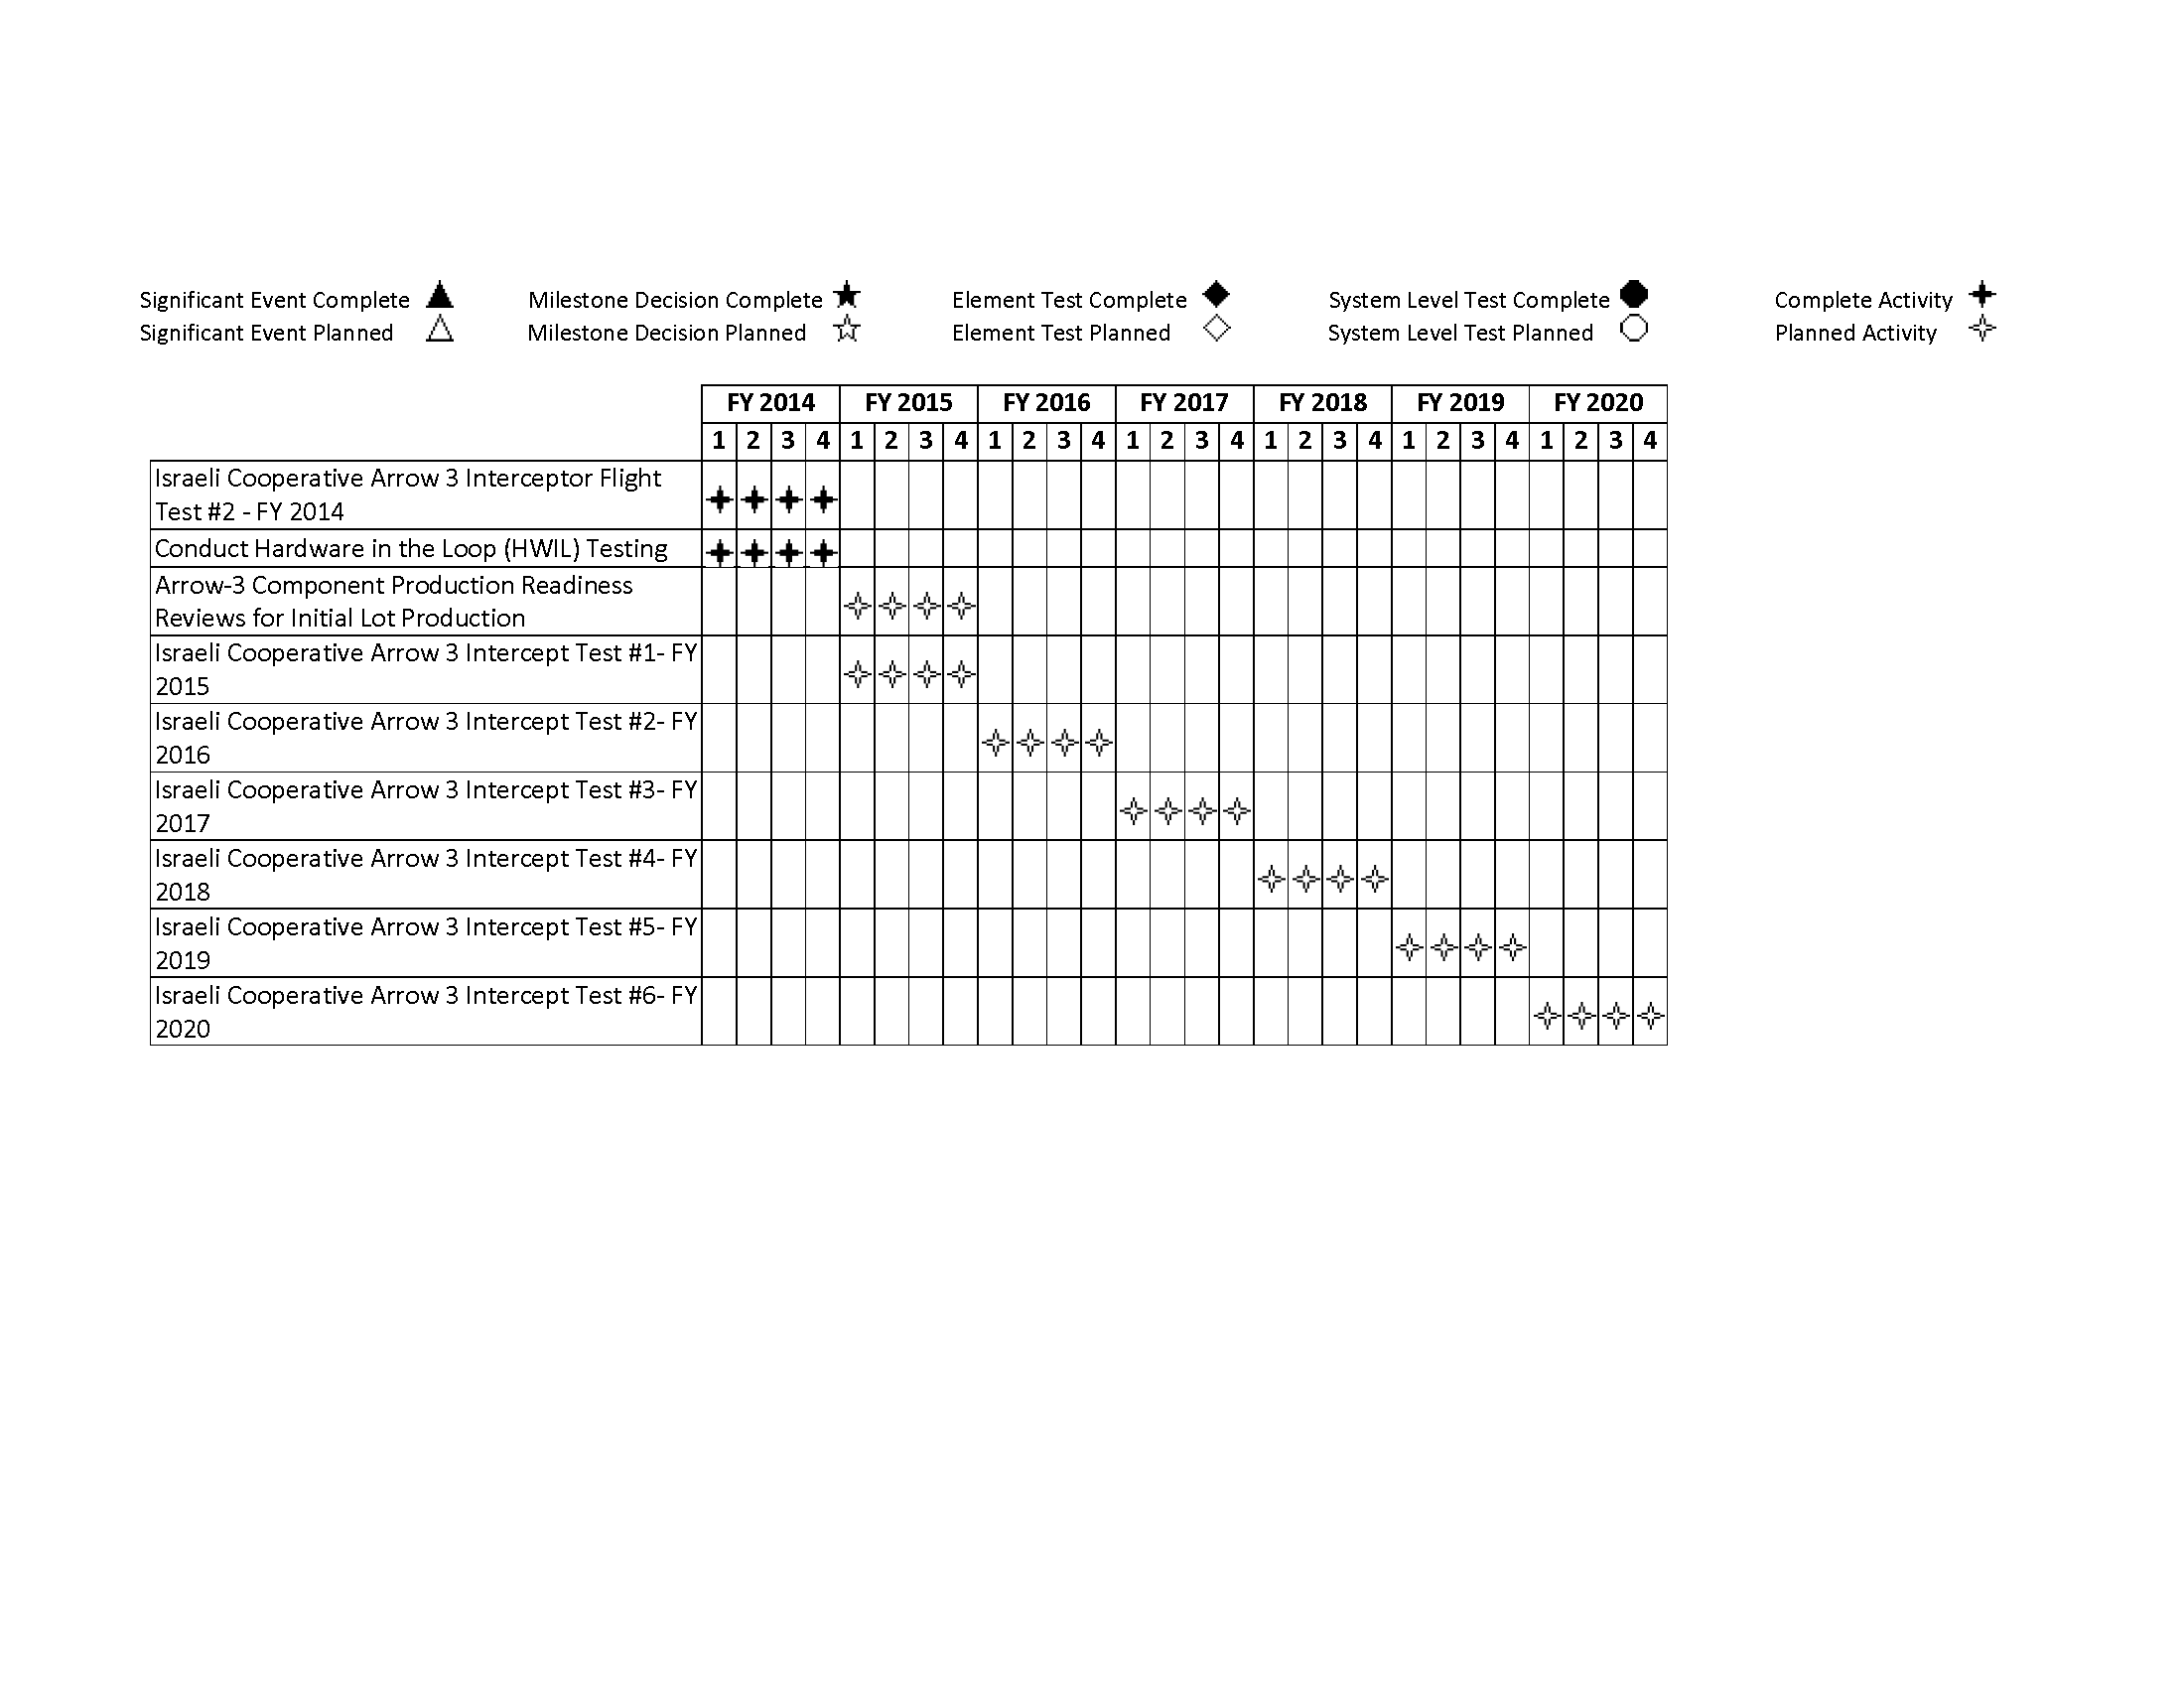 Significant Event Complete Milestone Decision Complete Element Test Complete System Level Test Complete Complete Activity
Significant Event Planned Milestone Decision Planned Element Test Planned System Level Test Planned Planned Activity
FY 2014 FY 2015 FY 2016 FY 2017 FY 2018 FY 2019 FY 2020
1 2 3 4 1 2 3 4 1 2 3 4 1 2 3 4 1 2 3 4 1 2 3 4 1 2 3 4
Israeli Cooperative Arrow 3 Interceptor Flight
Test #2 - FY 2014
Conduct Hardware in the Loop (HWIL) Testing
Arrow-3 Component Production Readiness
Reviews for Initial Lot Production
Israeli Cooperative Arrow 3 Intercept Test #1- FY
2015
Israeli Cooperative Arrow 3 Intercept Test #2- FY
2016
Israeli Cooperative Arrow 3 Intercept Test #3- FY
2017
Israeli Cooperative Arrow 3 Intercept Test #4- FY
2018
Israeli Cooperative Arrow 3 Intercept Test #5- FY
2019
Israeli Cooperative Arrow 3 Intercept Test #6- FY
2020